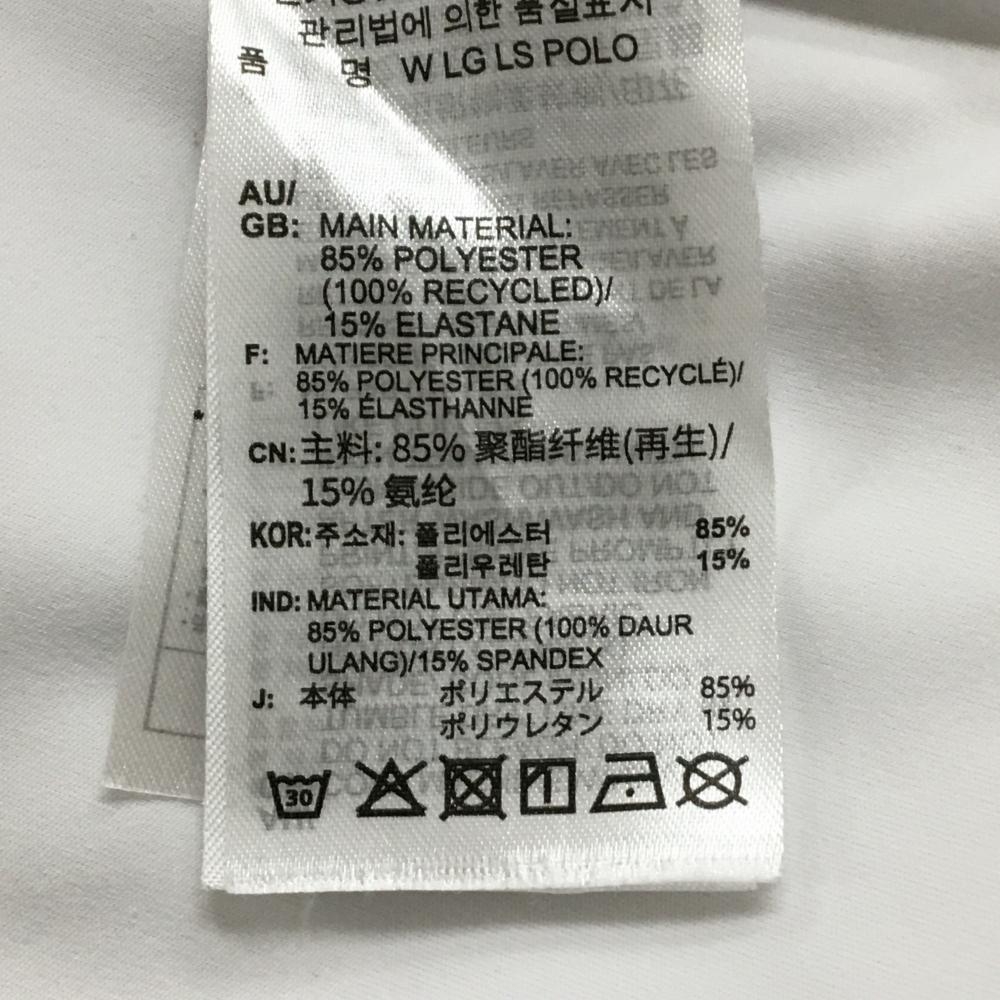 관리법에 의한 품질표시
품 명 W LG LS POLO
AU/
GB: MAIN MATERIAL:
85% POLYESTER
(100% RECYCLED)/
15% ELASTANE
F: MATIERE PRINCIPALE:
85% POLYESTER (100% RECYCLÉ)/
15% ÉLASTHANNE
CN: 主料: 85% 聚酯纤维(再生)/
15% 氨纶
KOR: 주소재: 폴리에스터 85%
폴리우레탄 15%
IND: MATERIAL UTAMA:
85% POLYESTER (100% DAUR
ULANG)/15% SPANDEX
J: 本体 ポリエステル 85%
ポリウレタン 15%
30